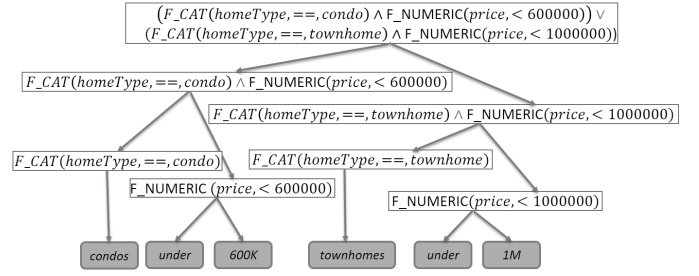 (F_CAT(homeType,==,condo) ∧ F_NUMERIC(price,< 600000)) ∨
(F_CAT(homeType,==,townhome) ∧ F_NUMERIC(price,< 1000000))
F_CAT(homeType,==,condo) ∧ F_NUMERIC(price,< 600000)
F_CAT(homeType,==,townhome) ∧ F_NUMERIC(price,< 1000000)
F_CAT(homeType,==,condo)
F_CAT(homeType,==,townhome)
F_NUMERIC (price,< 600000)
F_NUMERIC(price,< 1000000)
condos under 600K townhomes under 1M